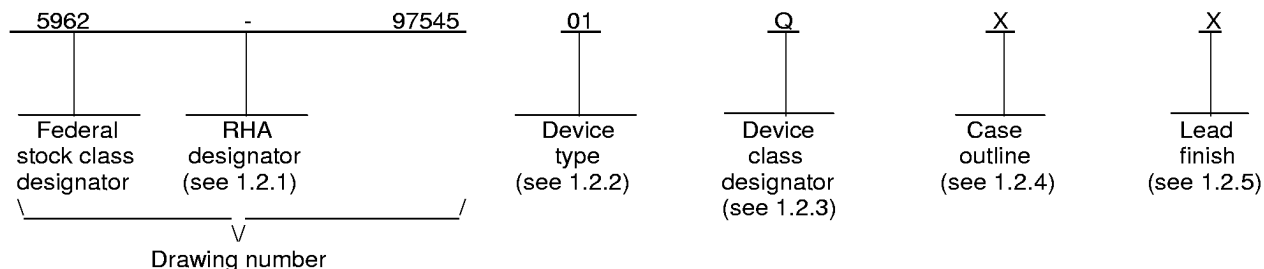 5962 - 97545 01 Q X X
Federal stock class designator
RHA designator (see 1.2.1)
Device type (see 1.2.2)
Device class designator (see 1.2.3)
Case outline (see 1.2.4)
Lead finish (see 1.2.5)
Drawing number